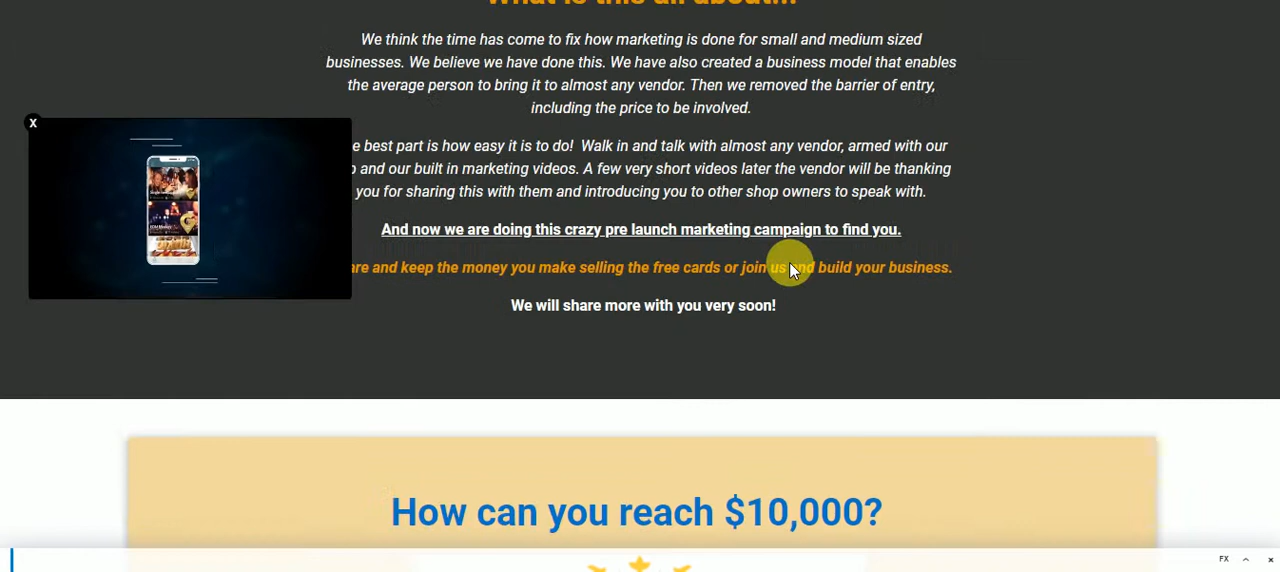 What is this all about...?
We think the time has come to fix how marketing is done for small and medium sized
businesses. We believe we have done this. We have also created a business model that enables
the average person to bring it to almost any vendor. Then we removed the barrier of entry,
including the price to be involved.
X
best part is how easy it is to do! Walk in and talk with almost any vendor, armed with our
and our built in marketing videos. A few very short videos later the vendor will be thanking
you for sharing this with them and introducing you to other shop owners to speak with.
And now we are doing this crazy pre launch marketing campaign to find you.
and keep the money you make selling the free cards or join us and build your business.
We will share more with you very soon!
How can you reach $10,000?
FX